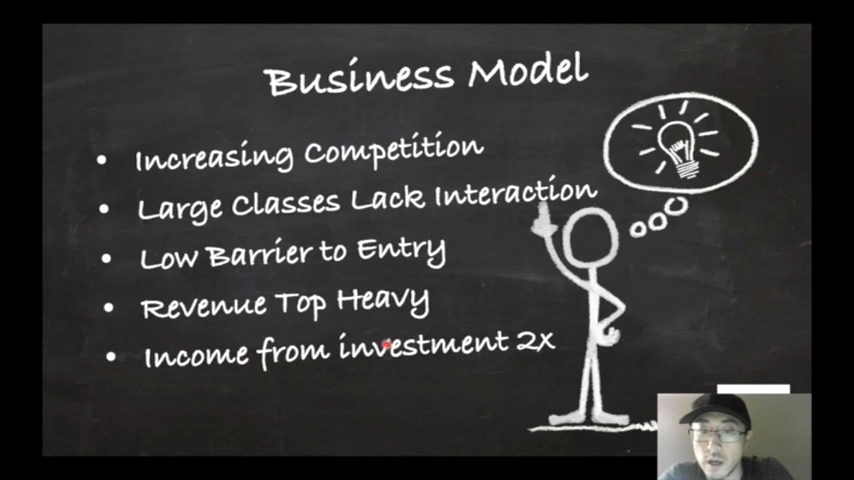 Business Model
• Increasing Competition
• Large Classes Lack Interaction
• Low Barrier to Entry
• Revenue Top Heavy
• Income from investment 2x